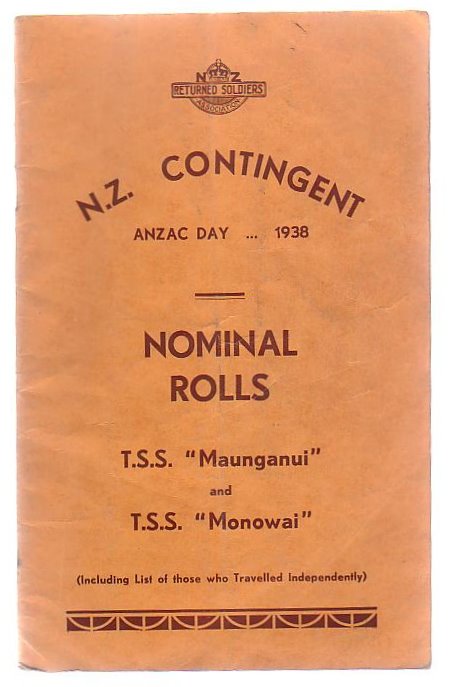 N Z
RETURNED SOLDIERS
ASSOCIATION
N.Z. CONTINGENT
ANZAC DAY ... 1938
NOMINAL
ROLLS
T.S.S. "Maunganui"
and
T.S.S. "Monowai"
(Including List of those who Travelled Independently)